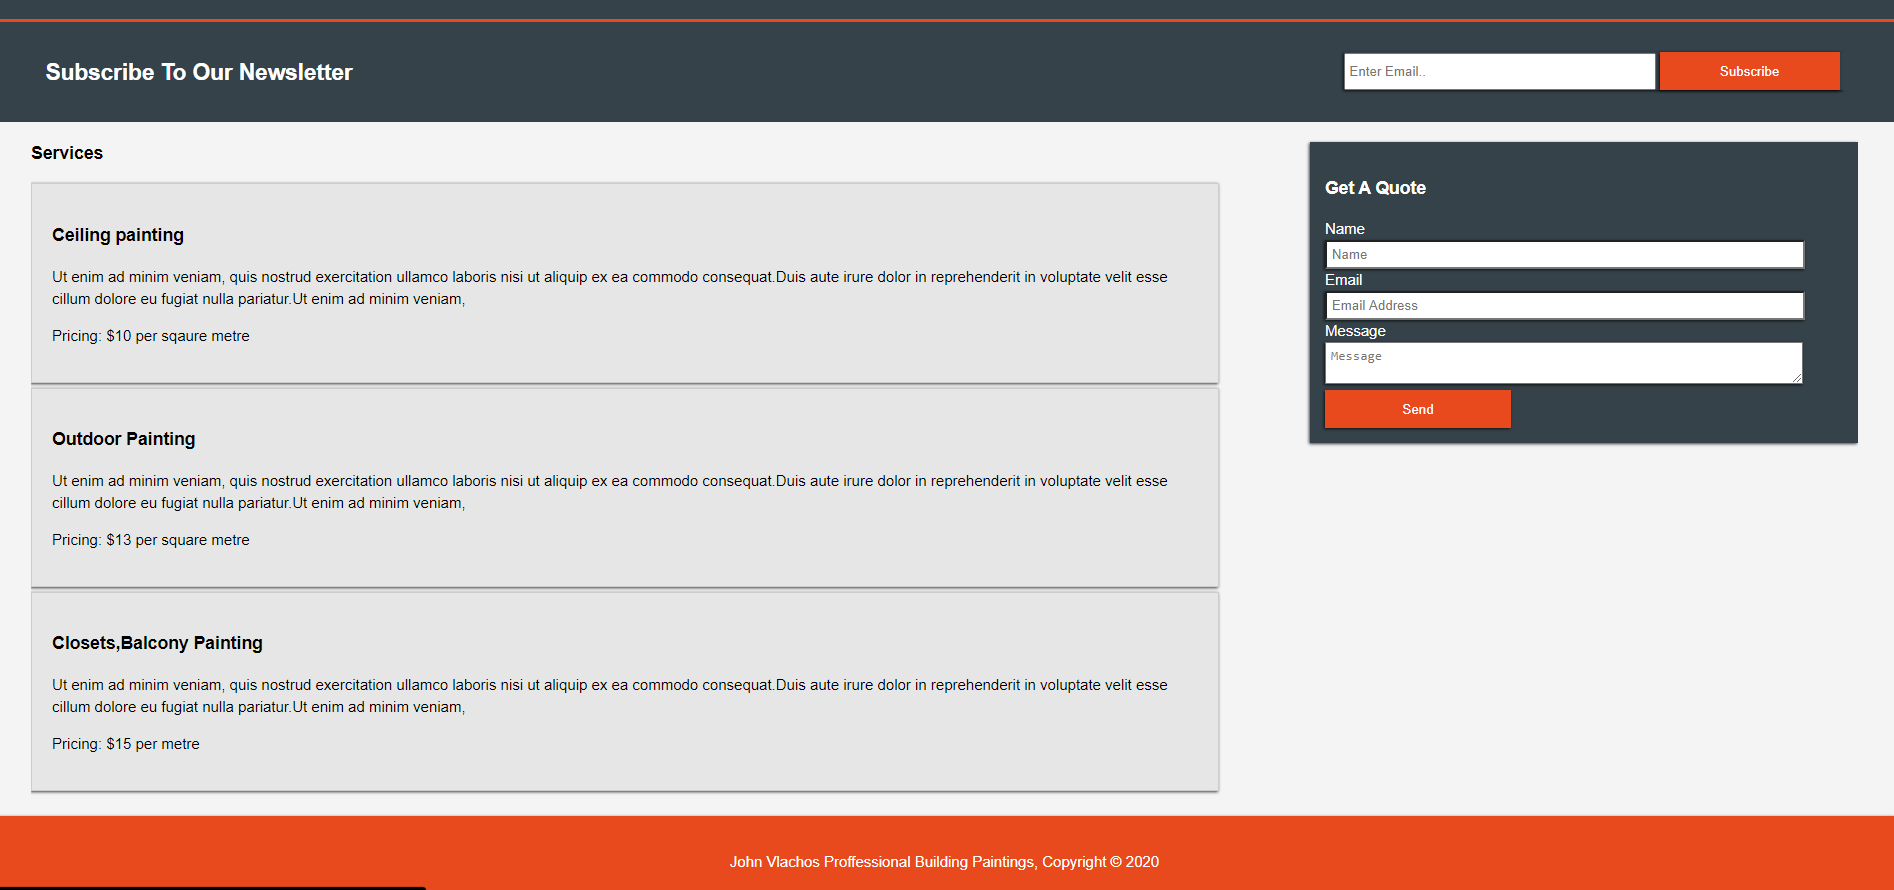 Subscribe To Our Newsletter
Enter Email..
Subscribe
Services
Ceiling painting
Ut enim ad minim veniam, quis nostrud exercitation ullamco laboris nisi ut aliquip ex ea commodo consequat.Duis aute irure dolor in reprehenderit in voluptate velit esse
cillum dolore eu fugiat nulla pariatur.Ut enim ad minim veniam,
Pricing: $10 per sqaure metre
Outdoor Painting
Ut enim ad minim veniam, quis nostrud exercitation ullamco laboris nisi ut aliquip ex ea commodo consequat.Duis aute irure dolor in reprehenderit in voluptate velit esse
cillum dolore eu fugiat nulla pariatur.Ut enim ad minim veniam,
Pricing: $13 per square metre
Closets,Balcony Painting
Ut enim ad minim veniam, quis nostrud exercitation ullamco laboris nisi ut aliquip ex ea commodo consequat.Duis aute irure dolor in reprehenderit in voluptate velit esse
cillum dolore eu fugiat nulla pariatur.Ut enim ad minim veniam,
Pricing: $15 per metre
Get A Quote
Name
Name
Email
Email Address
Message
Message
Send
John Vlachos Proffessional Building Paintings, Copyright © 2020